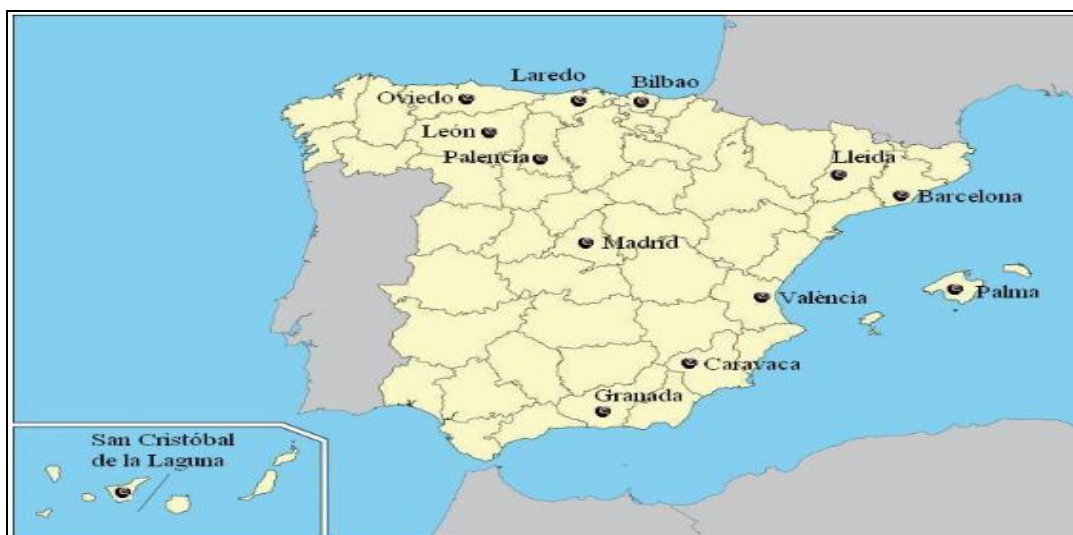 Laredo
Bilbao
Oviedo
León
Palencia
Lleida
Barcelona
Madrid
Palma
València
Caravaca
Granada
San Cristóbal
de la Laguna